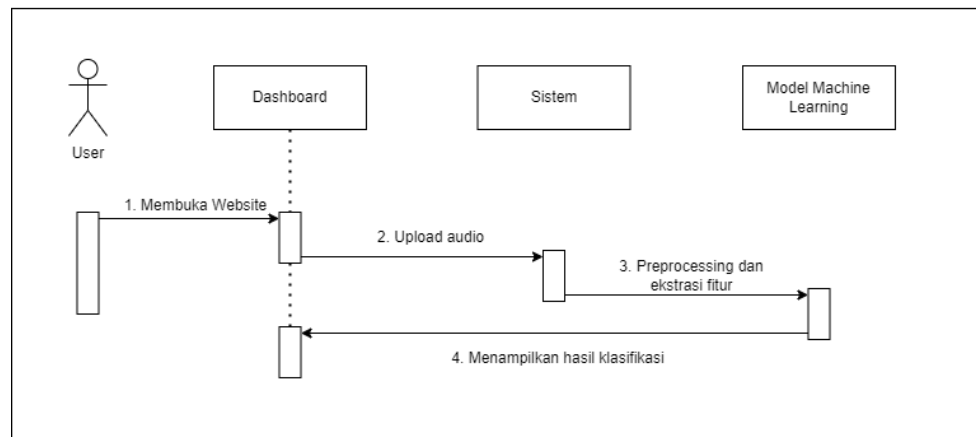 User
Dashboard
Sistem
Model Machine
Learning
1. Membuka Website
2. Upload audio
3. Preprocessing dan
ekstrasi fitur
4. Menampilkan hasil klasifikasi